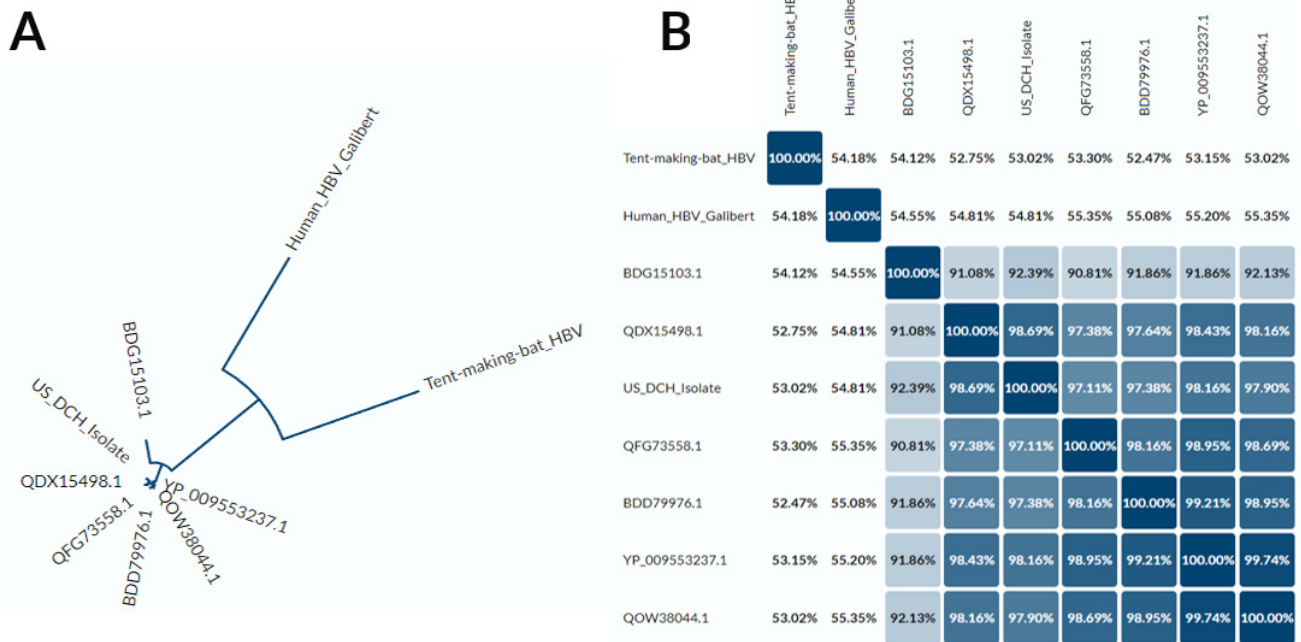 A
B
Human_HBV_Galibert
Tent-making-bat_HBV
BDG15103.1
US_DCH_Isolate
QDX15498.1
QFG73558.1
BDD79976.1
QOW38044.1
YP_009553237.1
Tent-making-bat_HB
Human_HBV_Galibe
BDG15103.1
QDX15498.1
US_DCH_Isolate
QFG73558.1
BDD79976.1
YP_009553237.1
QOW38044.1
Tent-making-bat_HBV 100.00% 54.18% 54.12% 52.75% 53.02% 53.30% 52.47% 53.15% 53.02%
Human_HBV_Galibert 54.18% 100.00% 54.55% 54.81% 54.81% 55.35% 55.08% 55.20% 55.35%
BDG15103.1 54.12% 54.55% 100.00% 91.08% 92.39% 90.81% 91.86% 91.86% 92.13%
QDX15498.1 52.75% 54.81% 91.08% 100.00% 98.69% 97.38% 97.64% 98.43% 98.16%
US_DCH_Isolate 53.02% 54.81% 92.39% 98.69% 100.00% 97.11% 97.38% 98.16% 97.90%
QFG73558.1 53.30% 55.35% 90.81% 97.38% 97.11% 100.00% 98.16% 98.95% 98.69%
BDD79976.1 52.47% 55.08% 91.86% 97.64% 97.38% 98.16% 100.00% 99.21% 98.95%
YP_009553237.1 53.15% 55.20% 91.86% 98.43% 98.16% 98.95% 99.21% 100.00% 99.74%
QOW38044.1 53.02% 55.35% 92.13% 98.16% 97.90% 98.69% 98.95% 99.74% 100.00%